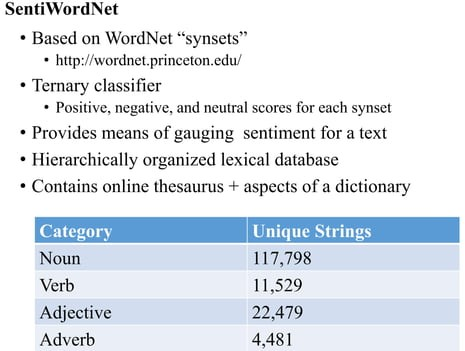 SentiWordNet
• Based on WordNet “synsets”
• http://wordnet.princeton.edu/
• Ternary classifier
• Positive, negative, and neutral scores for each synset
• Provides means of gauging sentiment for a text
• Hierarchically organized lexical database
• Contains online thesaurus + aspects of a dictionary
Category Unique Strings
Noun 117,798
Verb 11,529
Adjective 22,479
Adverb 4,481